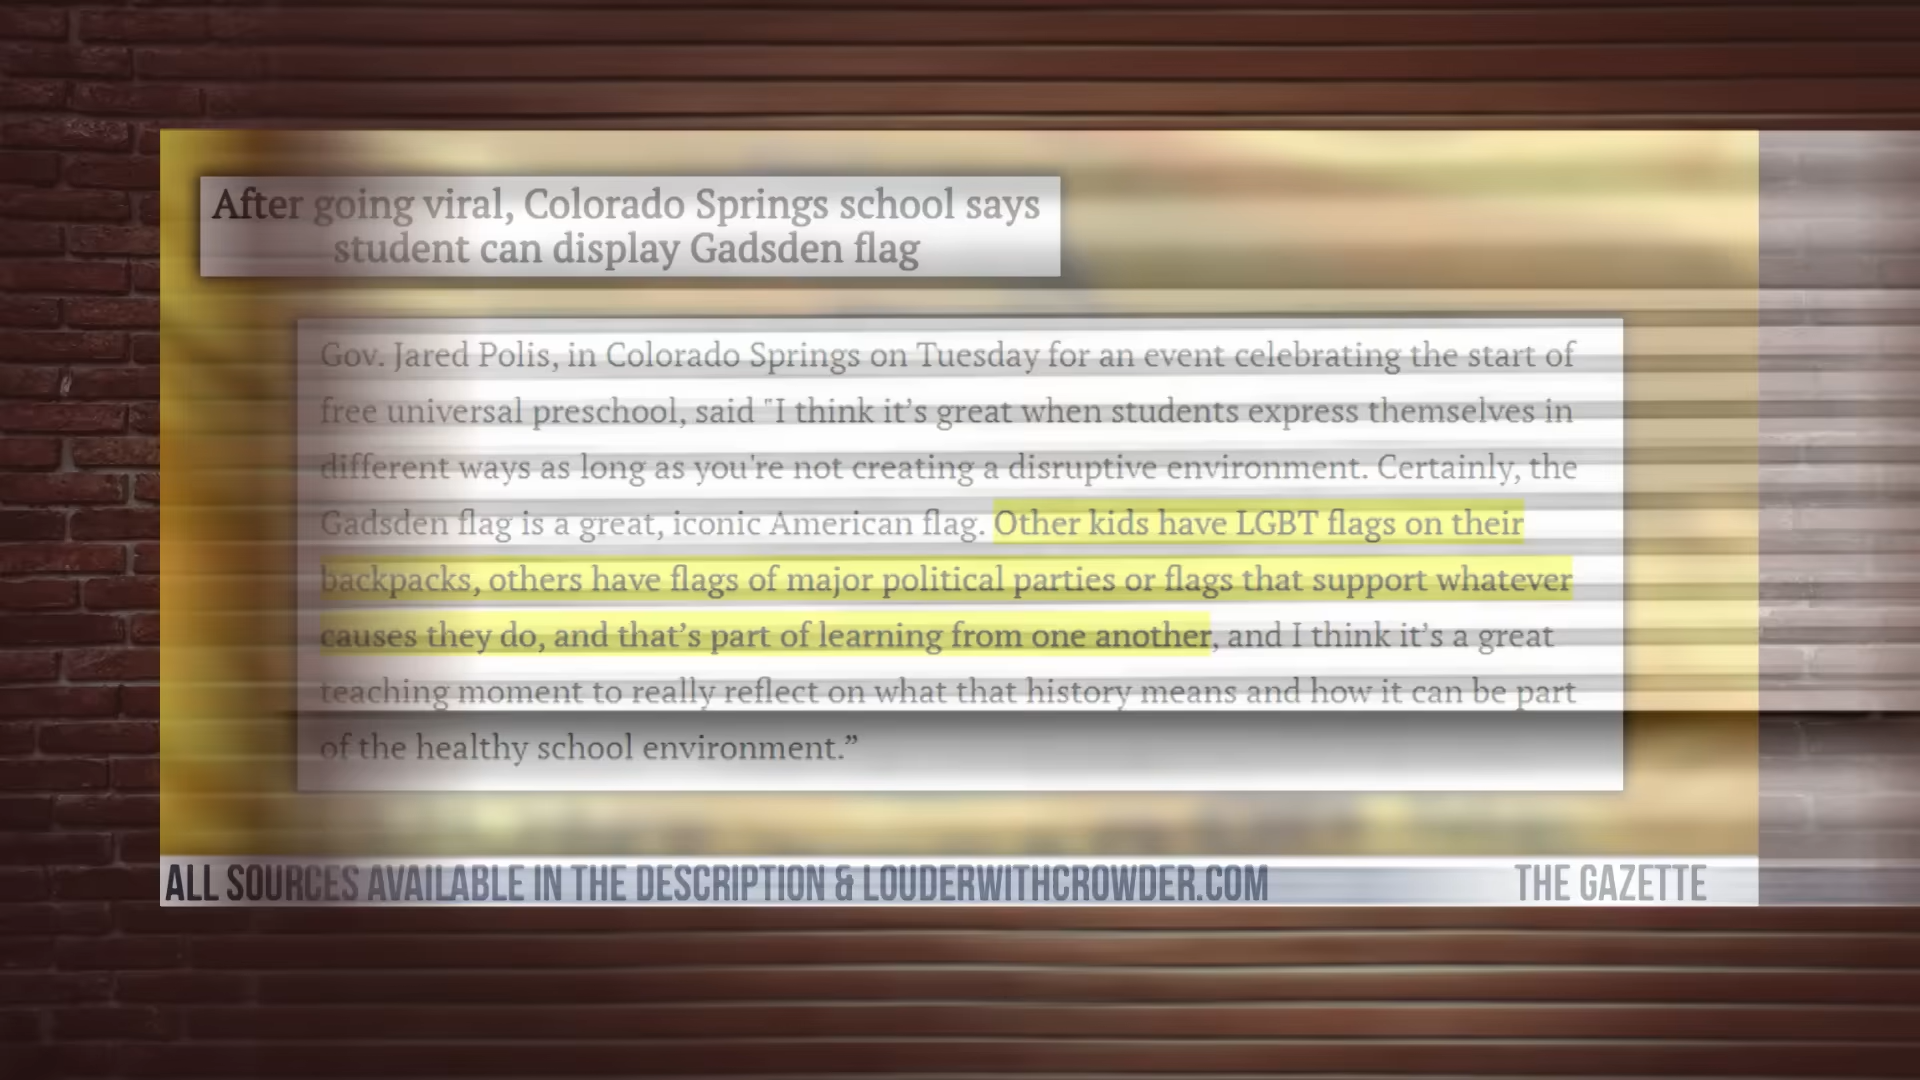 After going viral, Colorado Springs school says
student can display Gadsden flag
Gov. Jared Polis, in Colorado Springs on Tuesday for an event celebrating the start of
free universal preschool, said "I think it’s great when students express themselves in
different ways as long as you're not creating a disruptive environment. Certainly, the
Gadsden flag is a great, iconic American flag. Other kids have LGBT flags on their
backpacks, others have flags of major political parties or flags that support whatever
causes they do, and that’s part of learning from one another, and I think it’s a great
teaching moment to really reflect on what that history means and how it can be part
of the healthy school environment.”
ALL SOURCES AVAILABLE IN THE DESCRIPTION & LOUDERWITHCROWDER.COM
THE GAZETTE